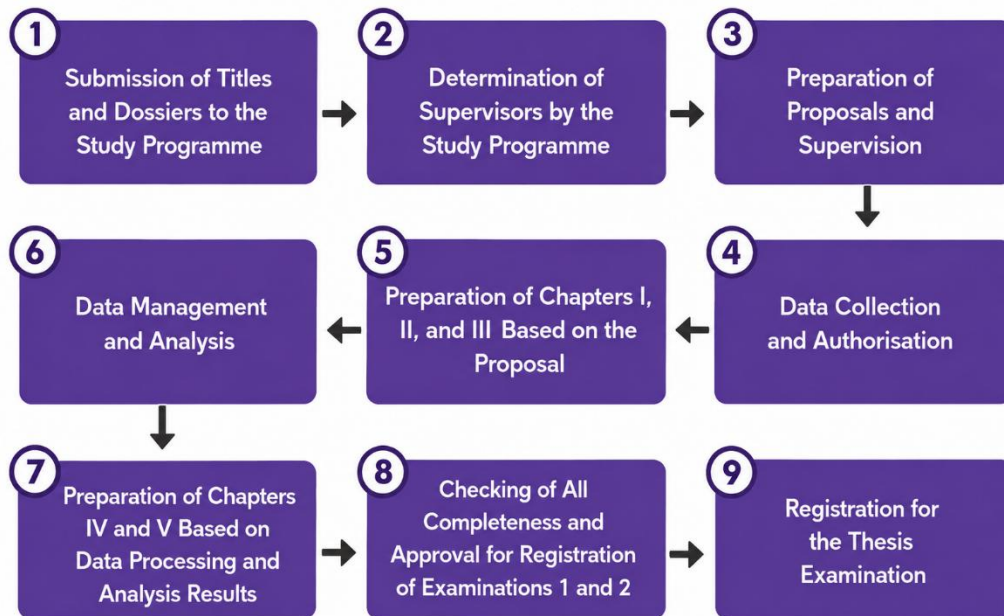 1
Submission of Titles
and Dossiers to the
Study Programme
2
Determination of
Supervisors by the
Study Programme
3
Preparation of
Proposals and
Supervision
4
Data Collection
and Authorisation
5
Preparation of Chapters I,
II, and III Based on the
Proposal
6
Data Management
and Analysis
7
Preparation of Chapters
IV and V Based on
Data Processing and
Analysis Results
8
Checking of All
Completeness and
Approval for Registration
of Examinations 1 and 2
9
Registration for
the Thesis
Examination